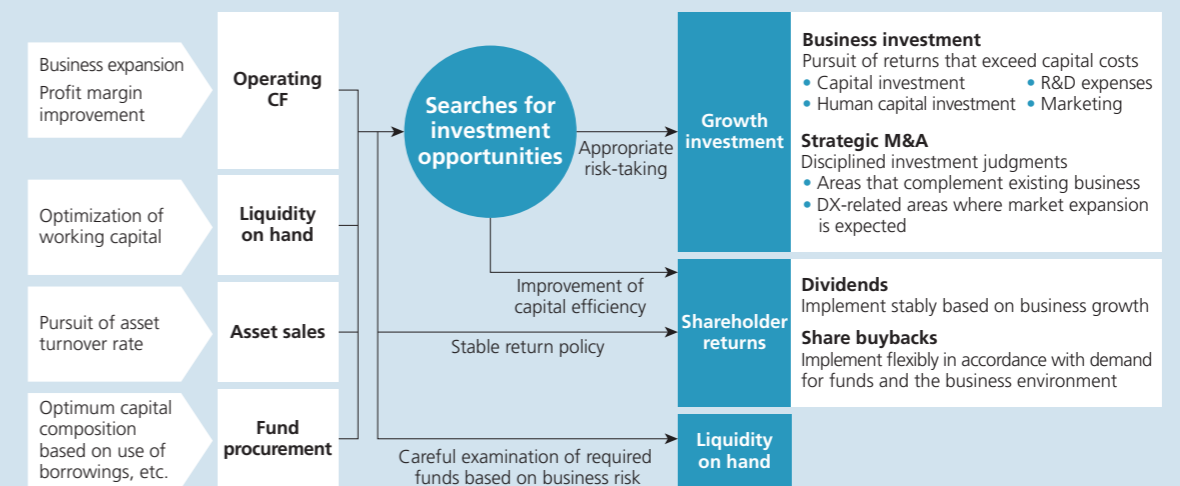 Business expansion
Profit margin
improvement
Operating
CF
Optimization of
working capital
Liquidity
on hand
Pursuit of asset
turnover rate
Asset sales
Optimum capital
composition
based on use of
borrowings, etc.
Fund
procurement
Searches for
investment
opportunities
Appropriate
risk-taking
Improvement of
capital efficiency
Stable return policy
Careful examination of required
funds based on business risk
Growth
investment
Business investment
Pursuit of returns that exceed capital costs
• Capital investment • R&D expenses
• Human capital investment • Marketing
Strategic M&A
Disciplined investment judgments
• Areas that complement existing business
• DX-related areas where market expansion
is expected
Shareholder
returns
Dividends
Implement stably based on business growth
Share buybacks
Implement flexibly in accordance with demand
for funds and the business environment
Liquidity
on hand